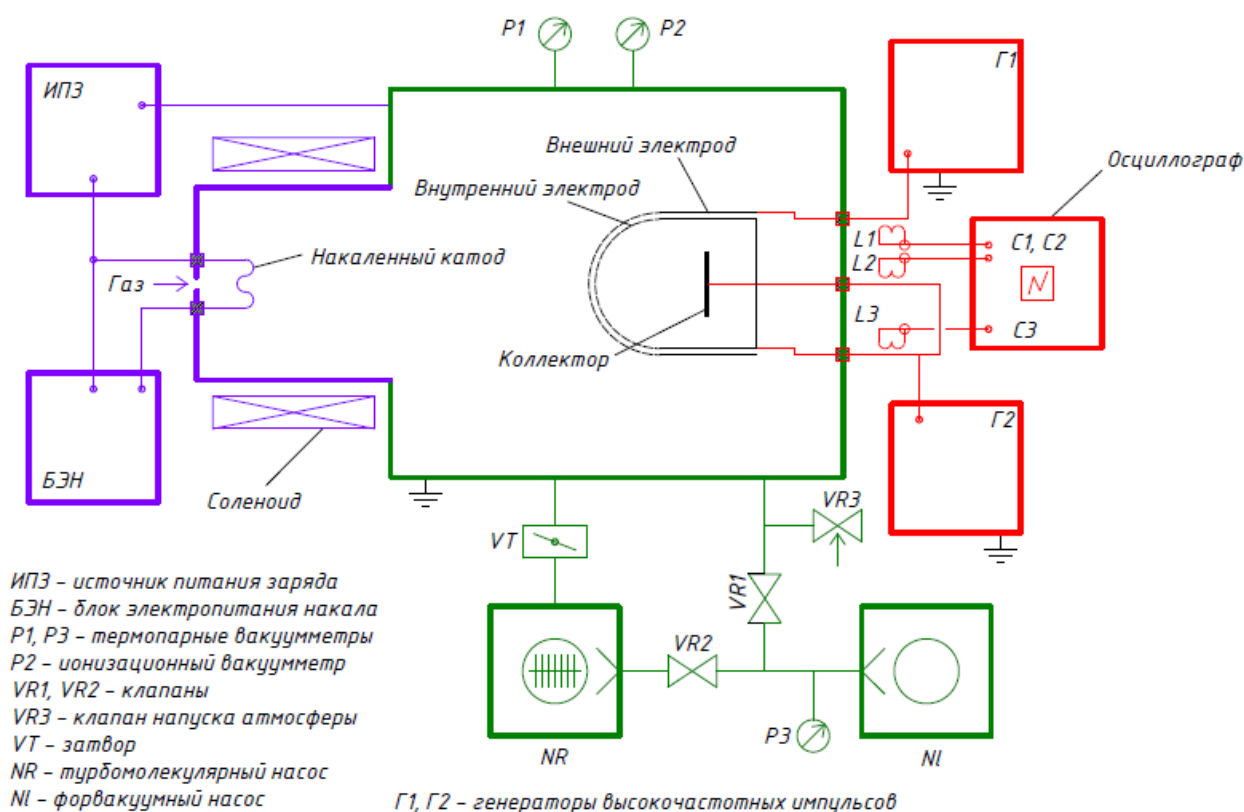 P1
P2
ИПЗ
Г1
Внешний электрод
Осциллограф
Внутренний электрод
L1
С1, С2
L2
Накаленный катод
Газ
L3
С3
Коллектор
Г2
БЭН
Соленоид
VR3
VT
VR1
ИПЗ – источник питания заряда
БЭН – блок электропитания накала
P1, P3 – термопарные вакуумметры
P2 – ионизационный вакуумметр
VR1, VR2 – клапаны
VR3 – клапан напуска атмосферы
VT – затвор
NR – турбомолекулярный насос
Nl – форвакуумный насос
VR2
P3
NR
Nl
Г1, Г2 – генераторы высокочастотных импульсов